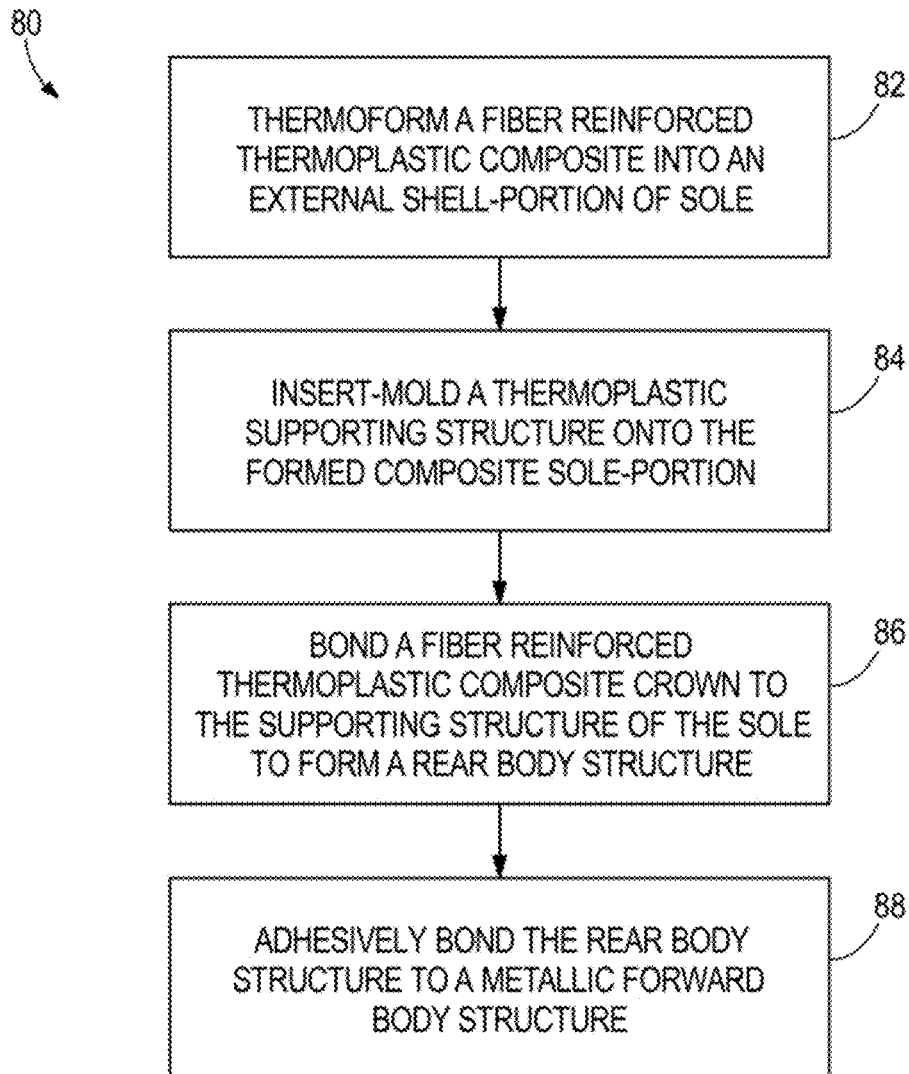 80
82
THERMOFORM A FIBER REINFORCED
THERMOPLASTIC COMPOSITE INTO AN
EXTERNAL SHELL-PORTION OF SOLE
84
INSERT-MOLD A THERMOPLASTIC
SUPPORTING STRUCTURE ONTO THE
FORMED COMPOSITE SOLE-PORTION
86
BOND A FIBER REINFORCED
THERMOPLASTIC COMPOSITE CROWN TO
THE SUPPORTING STRUCTURE OF THE SOLE
TO FORM A REAR BODY STRUCTURE
88
ADHESIVELY BOND THE REAR BODY
STRUCTURE TO A METALLIC FORWARD
BODY STRUCTURE